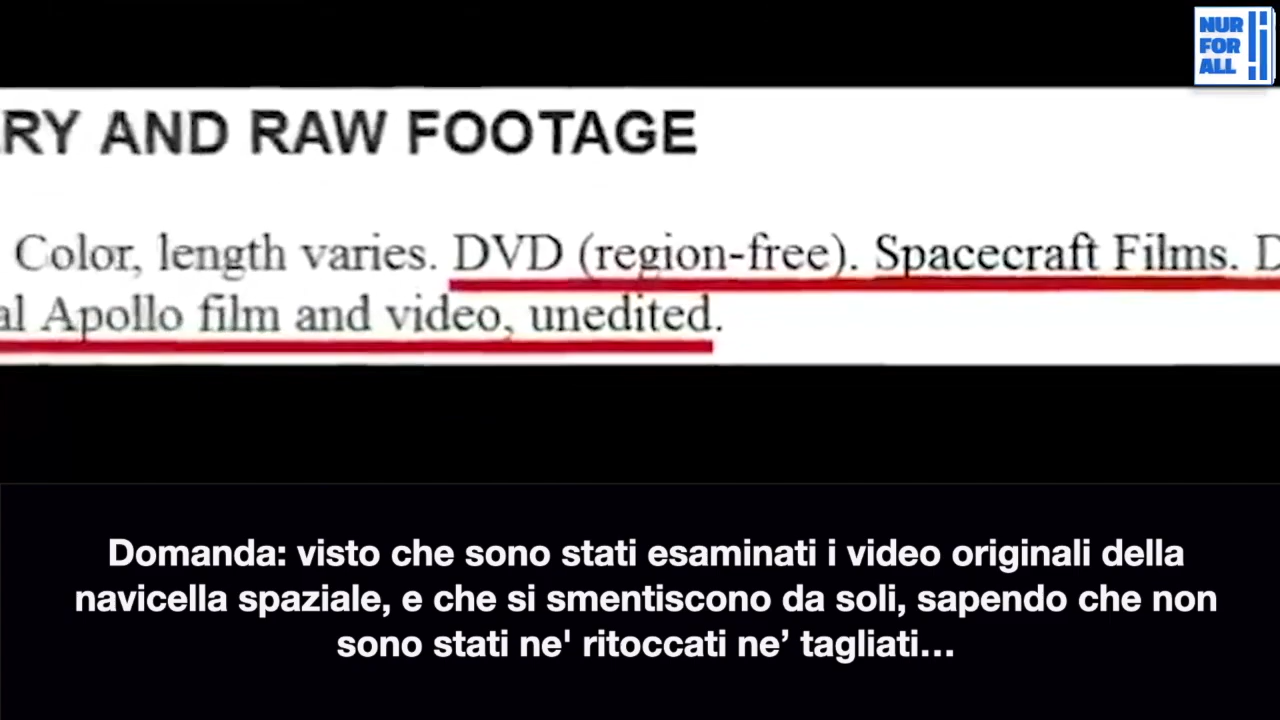 NUR
FOR
ALL
RY AND RAW FOOTAGE
Color, length varies. DVD (region-free). Spacecraft Films. D
al Apollo film and video, unedited.
Domanda: visto che sono stati esaminati i video originali della
navicella spaziale, e che si smentiscono da soli, sapendo che non
sono stati ne' ritoccati ne’ tagliati…